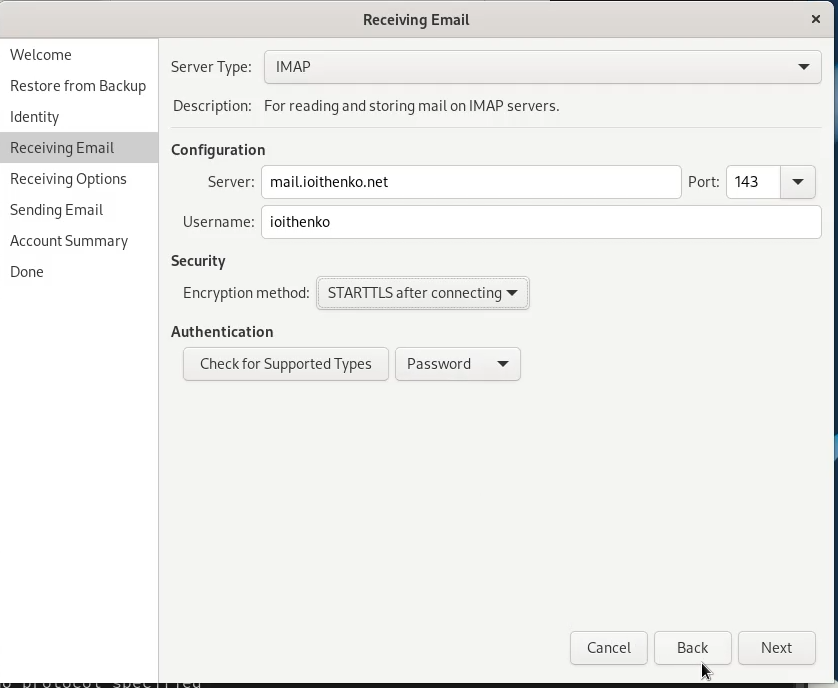 Receiving Email ×
Welcome
Restore from Backup
Identity
Receiving Email
Receiving Options
Sending Email
Account Summary
Done
Server Type: IMAP
Description: For reading and storing mail on IMAP servers.
Configuration
Server: mail.ioithenko.net Port: 143
Username: ioithenko
Security
Encryption method: STARTTLS after connecting
Authentication
Check for Supported Types Password
Cancel Back Next
protocol specified